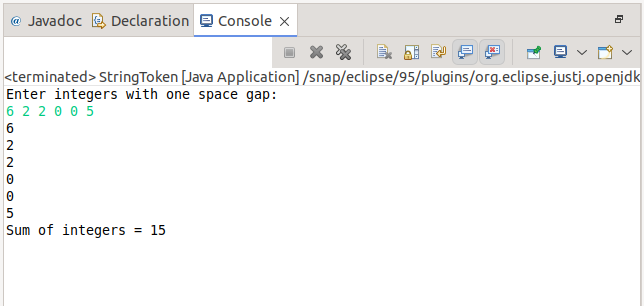 Javadoc Declaration Console
<terminated> StringToken [Java Application] /snap/eclipse/95/plugins/org.eclipse.justj.openjdk
Enter integers with one space gap:
6 2 2 0 0 5
6
2
2
0
0
5
Sum of integers = 15